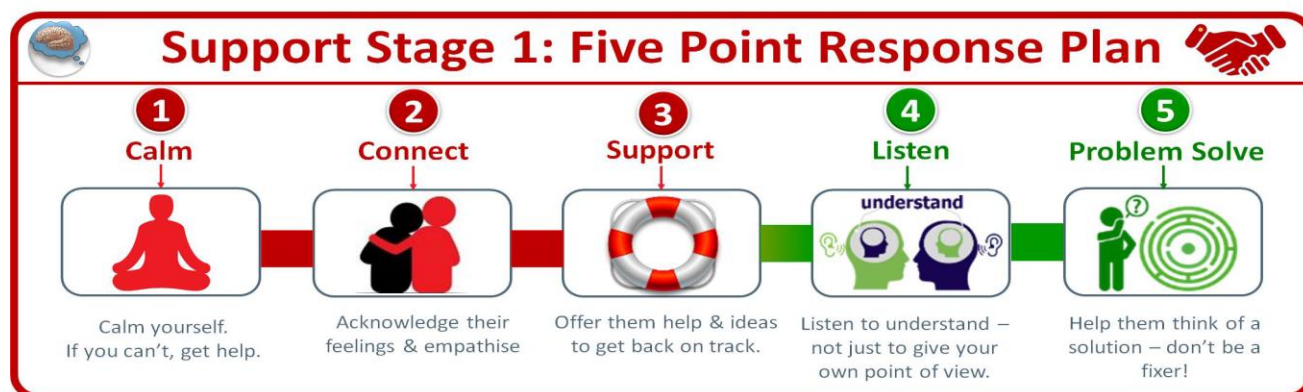 Support Stage 1: Five Point Response Plan
1
Calm
Calm yourself.
If you can't, get help.
2
Connect
Acknowledge their
feelings & empathise
3
Support
Offer them help & ideas
to get back on track.
4
Listen
understand
Listen to understand –
not just to give your
own point of view.
5
Problem Solve
?
Help them think of a
solution – don't be a
fixer!